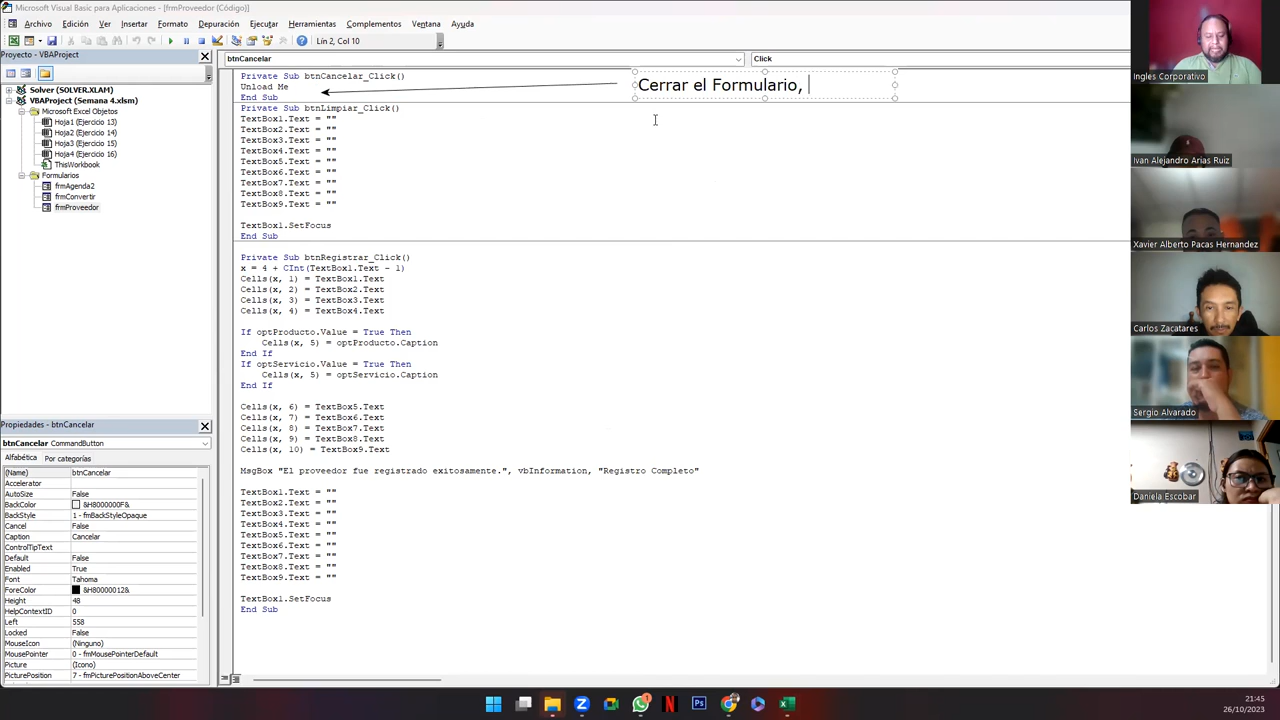 Microsoft Visual Basic para Aplicaciones - [frmProveedor (Código)]
Archivo Edición Ver Insertar Formato Depuración Ejecutar Herramientas Complementos Ventana Ayuda
Lín 2, Col 10
Proyecto - VBAProject
Solver (SOLVER.XLAM)
VBAProject (Semana 4.xlsm)
Microsoft Excel Objetos
Hoja1 (Ejercicio 13)
Hoja2 (Ejercicio 14)
Hoja3 (Ejercicio 15)
Hoja4 (Ejercicio 16)
ThisWorkbook
Formularios
frmAgenda2
frmConvertir
frmProveedor
Propiedades - btnCancelar
btnCancelar CommandButton
Alfabética Por categorías
(Name) btnCancelar
Accelerator
AutoSize False
BackColor &H8000000F&
BackStyle 1 - fmBackStyleOpaque
Cancel False
Caption Cancelar
ControlTipText
Default False
Enabled True
Font Tahoma
ForeColor &H80000012&
Height 48
HelpContextID 0
Left 558
Locked False
MouseIcon (Ninguno)
MousePointer 0 - fmMousePointerDefault
Picture (Icono)
PicturePosition 7 - fmPicturePositionAboveCenter
btnCancelar Click
Private Sub btnCancelar_Click()
Unload Me
End Sub
Cerrar el Formulario,
Private Sub btnLimpiar_Click()
TextBox1.Text = ""
TextBox2.Text = ""
TextBox3.Text = ""
TextBox4.Text = ""
TextBox5.Text = ""
TextBox6.Text = ""
TextBox7.Text = ""
TextBox8.Text = ""
TextBox9.Text = ""
TextBox1.SetFocus
End Sub
Private Sub btnRegistrar_Click()
x = 4 + CInt(TextBox1.Text - 1)
Cells(x, 1) = TextBox1.Text
Cells(x, 2) = TextBox2.Text
Cells(x, 3) = TextBox3.Text
Cells(x, 4) = TextBox4.Text
If optProducto.Value = True Then
Cells(x, 5) = optProducto.Caption
End If
If optServicio.Value = True Then
Cells(x, 5) = optServicio.Caption
End If
Cells(x, 6) = TextBox5.Text
Cells(x, 7) = TextBox6.Text
Cells(x, 8) = TextBox7.Text
Cells(x, 9) = TextBox8.Text
Cells(x, 10) = TextBox9.Text
MsgBox "El proveedor fue registrado exitosamente.", vbInformation, "Registro Completo"
TextBox1.Text = ""
TextBox2.Text = ""
TextBox3.Text = ""
TextBox4.Text = ""
TextBox5.Text = ""
TextBox6.Text = ""
TextBox7.Text = ""
TextBox8.Text = ""
TextBox9.Text = ""
TextBox1.SetFocus
End Sub
Ingles Corporativo
Ivan Alejandro Arias Ruiz
Xavier Alberto Pacas Hernandez
Carlos Zacatares
Sergio Alvarado
Daniela Escobar
21:45
26/10/2023